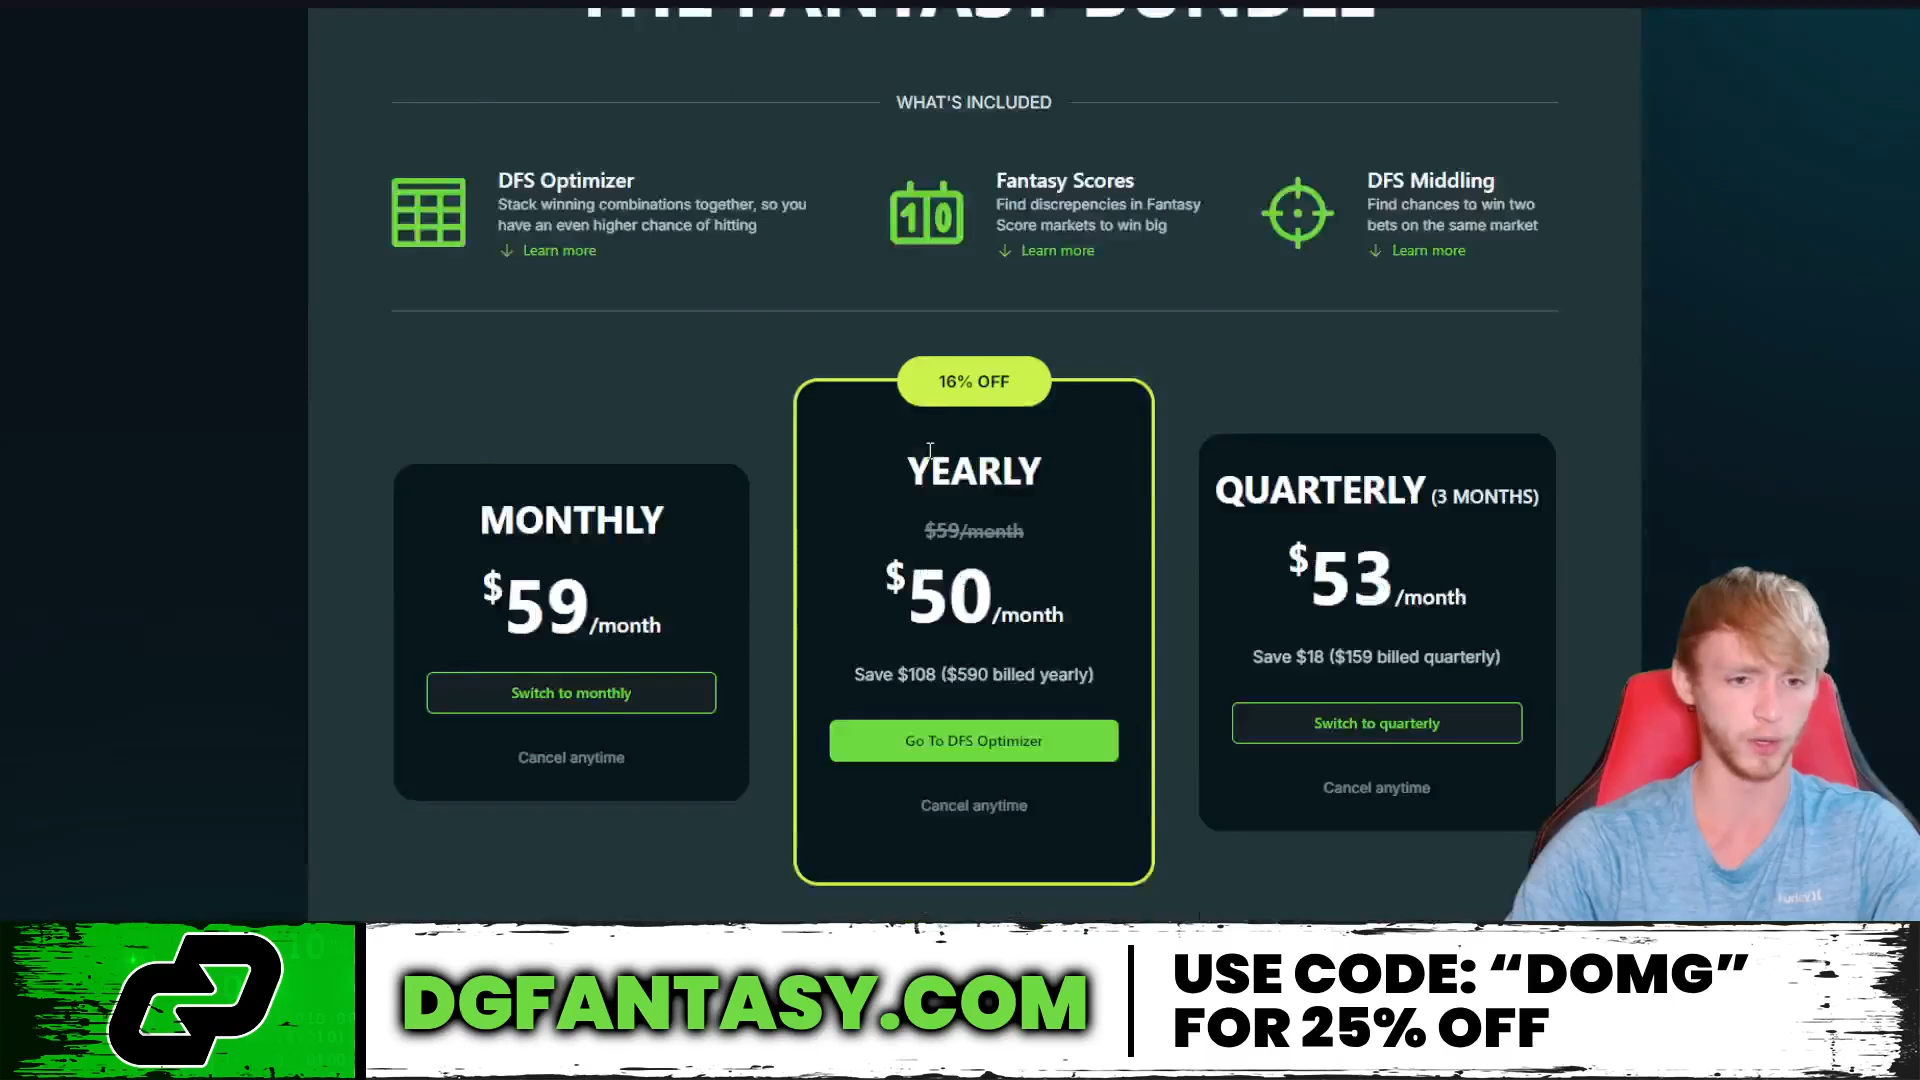 THE FANTASY BUNDLE
WHAT'S INCLUDED
DFS Optimizer
Stack winning combinations together, so you
have an even higher chance of hitting
Learn more
10
Fantasy Scores
Find discrepencies in Fantasy
Score markets to win big
Learn more
DFS Middling
Find chances to win two
bets on the same market
Learn more
MONTHLY
$59/month
Switch to monthly
Cancel anytime
16% OFF
YEARLY
$59/month
$50/month
Save $108 ($590 billed yearly)
Go To DFS Optimizer
Cancel anytime
QUARTERLY (3 MONTHS)
$53/month
Save $18 ($159 billed quarterly)
Switch to quarterly
Cancel anytime
Hurley
DGFANTASY.COM
USE CODE: “DOMG”
FOR 25% OFF